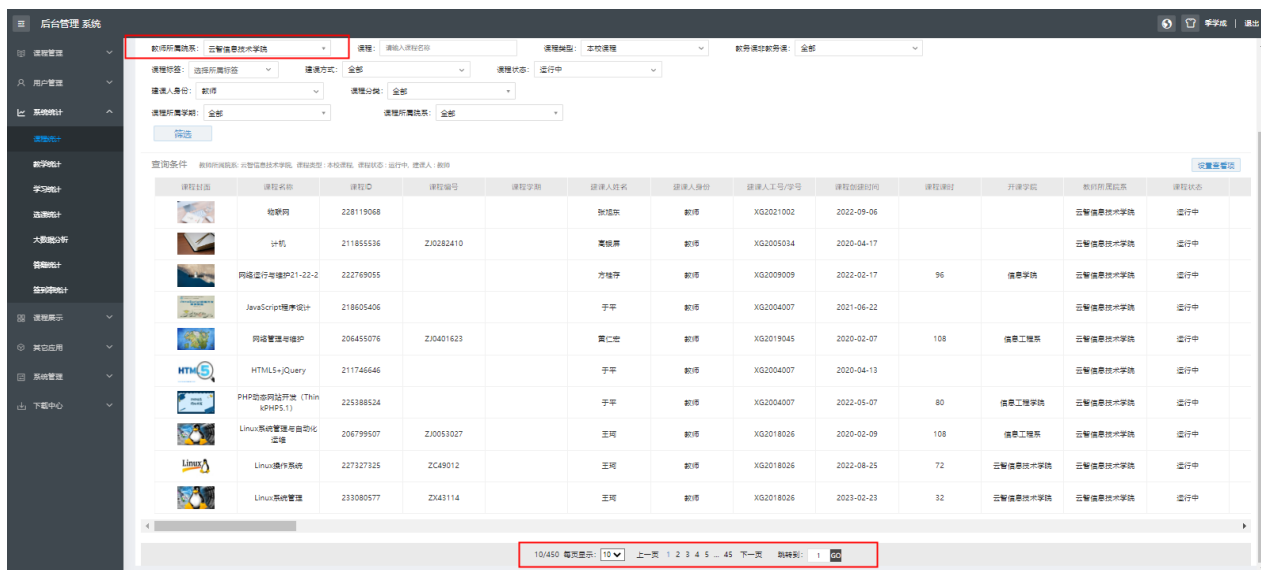 后台管理 系统
季学成 | 退出
课程管理
用户管理
系统统计
课程统计
教学统计
学习统计
选课统计
大数据分析
答疑统计
签到率统计
课程展示
其它应用
系统管理
下载中心
教师所属院系: 云智信息技术学院 课程: 请输入课程名称 课程类型: 本校课程 教务课非教务课: 全部
课程标签: 选择所属标签 建课方式: 全部 课程状态: 运行中
建课人身份: 教师 课程分类: 全部
课程所属学期: 全部 课程所属院系: 全部
筛选
查询条件 教师所属院系: 云智信息技术学院, 课程类型: 本校课程, 课程状态: 运行中, 建课人: 教师 设置查看项
课程封面 课程名称 课程ID 课程编号 课程学期 建课人姓名 建课人身份 建课人工号/学号 课程创建时间 课程课时 开课学院 教师所属院系 课程状态
物联网 228119068 张旭东 教师 XG2021002 2022-09-06 云智信息技术学院 运行中
计机 211855536 ZJ0282410 教师 XG2005034 2020-04-17 云智信息技术学院 运行中
网络运行与维护21-22-2 222769055 方桂存 教师 XG2009009 2022-02-17 96 信息学院 云智信息技术学院 运行中
JavaScript程序设计 218605406 于平 教师 XG2004007 2021-06-22 云智信息技术学院 运行中
网络管理与维护 206455076 ZJ0401623 黄仁宏 教师 XG2019045 2020-02-07 108 信息工程系 云智信息技术学院 运行中
HTML5 HTML5+jQuery 211746646 于平 教师 XG2004007 2020-04-13 云智信息技术学院 运行中
PHP动态网站开发（Thin
kPHP5.1） 225388524 于平 教师 XG2004007 2022-05-07 80 信息工程学院 云智信息技术学院 运行中
Linux系统管理与自动化
运维 206799507 ZJ0053027 王珂 教师 XG2018026 2020-02-09 108 信息工程系 云智信息技术学院 运行中
Linux Linux操作系统 227327325 ZC49012 王珂 教师 XG2018026 2022-08-25 72 云智信息技术学院 云智信息技术学院 运行中
Linux系统管理 233080577 ZX43114 王珂 教师 XG2018026 2023-02-23 32 云智信息技术学院 云智信息技术学院 运行中
10/450 每页显示: 10 上一页 1 2 3 4 5 ... 45 下一页 跳转到: 1 GO